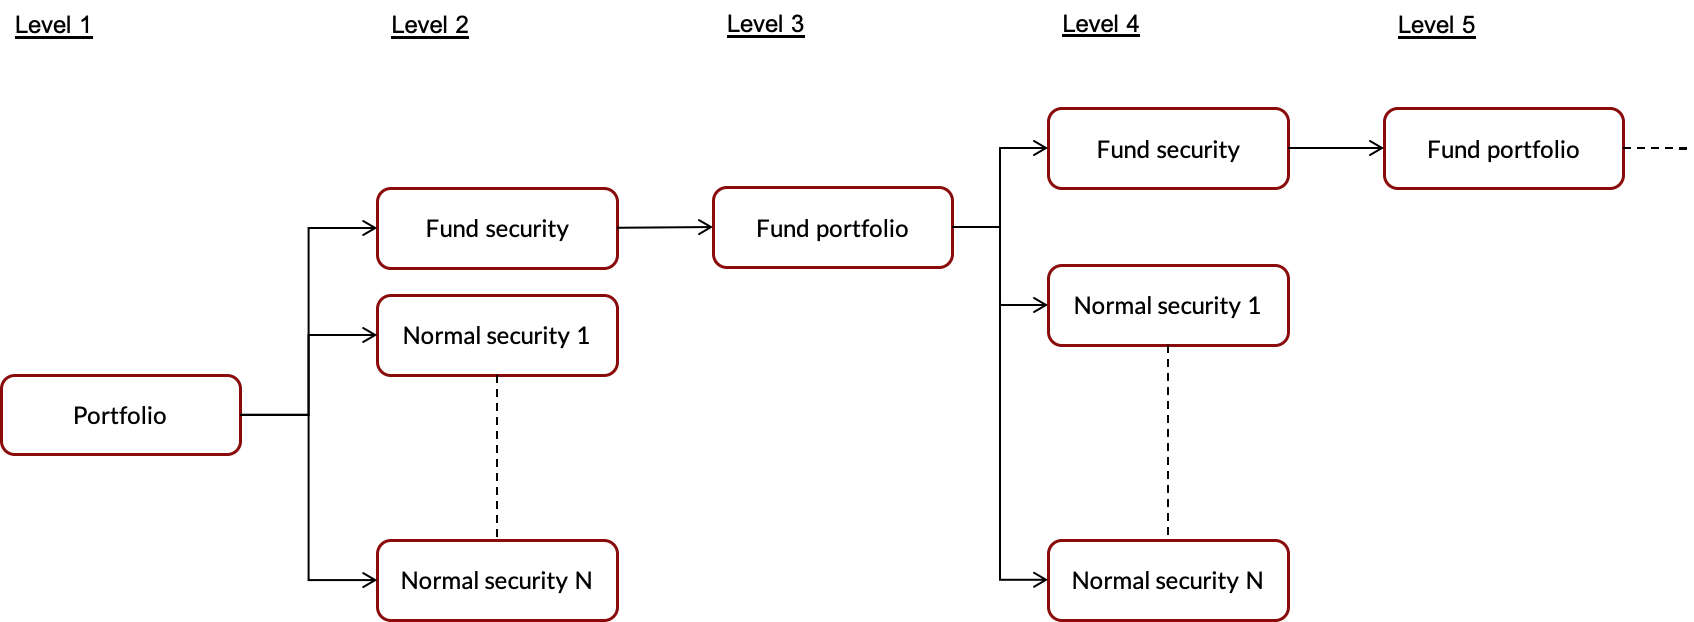 Level 1
Level 2
Level 3
Level 4
Level 5
Fund security
Fund portfolio
Fund security
Fund portfolio
Normal security 1
Normal security 1
Portfolio
Normal security N
Normal security N